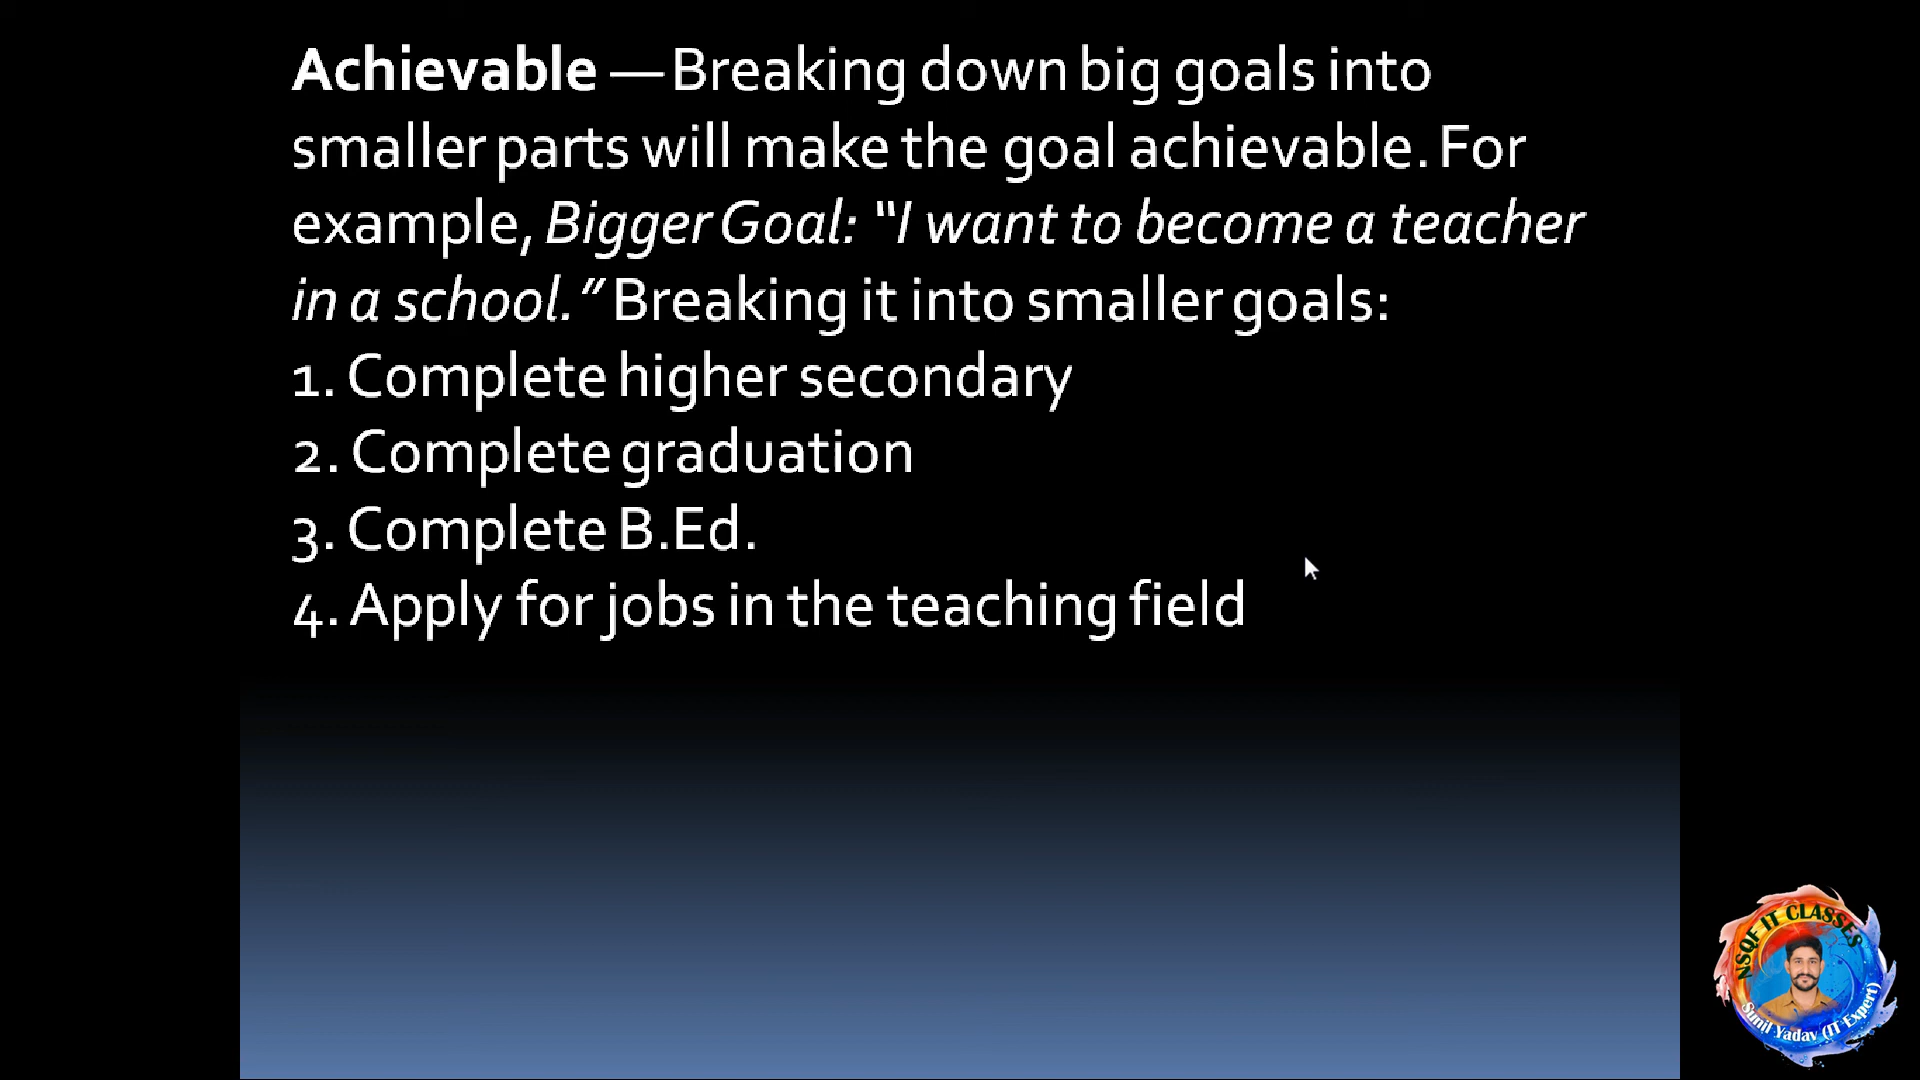 Achievable — Breaking down big goals into
smaller parts will make the goal achievable. For
example, Bigger Goal: “I want to become a teacher
in a school.” Breaking it into smaller goals:
1. Complete higher secondary
2. Complete graduation
3. Complete B.Ed.
4. Apply for jobs in the teaching field
NSQF IT CLASSES
Sunil Yadav (IT Expert)